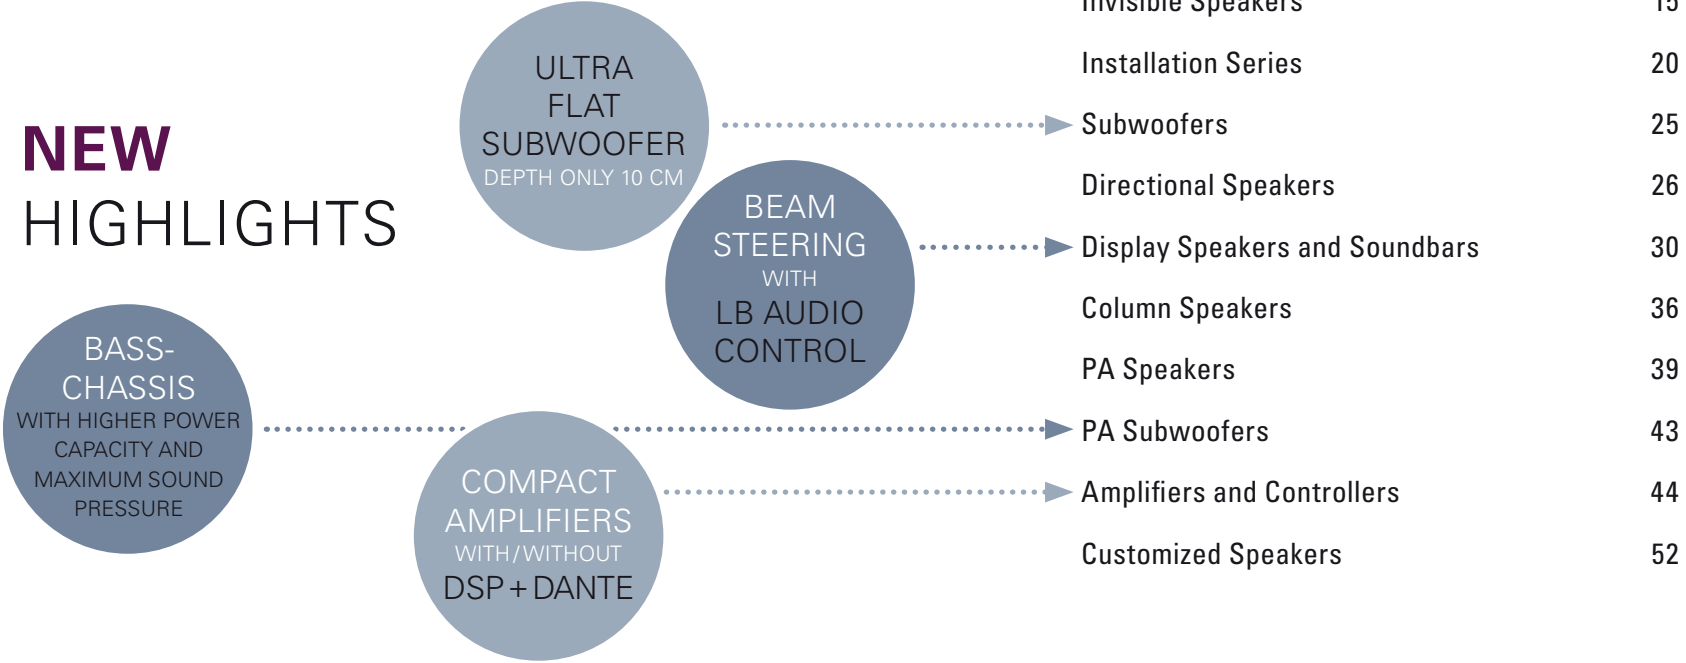 NEW
HIGHLIGHTS
ULTRA
FLAT
SUBWOOFER
DEPTH ONLY 10 CM
BEAM
STEERING
WITH
LB AUDIO
CONTROL
BASS-
CHASSIS
WITH HIGHER POWER
CAPACITY AND
MAXIMUM SOUND
PRESSURE
COMPACT
AMPLIFIERS
WITH/WITHOUT
DSP + DANTE
Invisible Speakers 15
Installation Series 20
Subwoofers 25
Directional Speakers 26
Display Speakers and Soundbars 30
Column Speakers 36
PA Speakers 39
PA Subwoofers 43
Amplifiers and Controllers 44
Customized Speakers 52